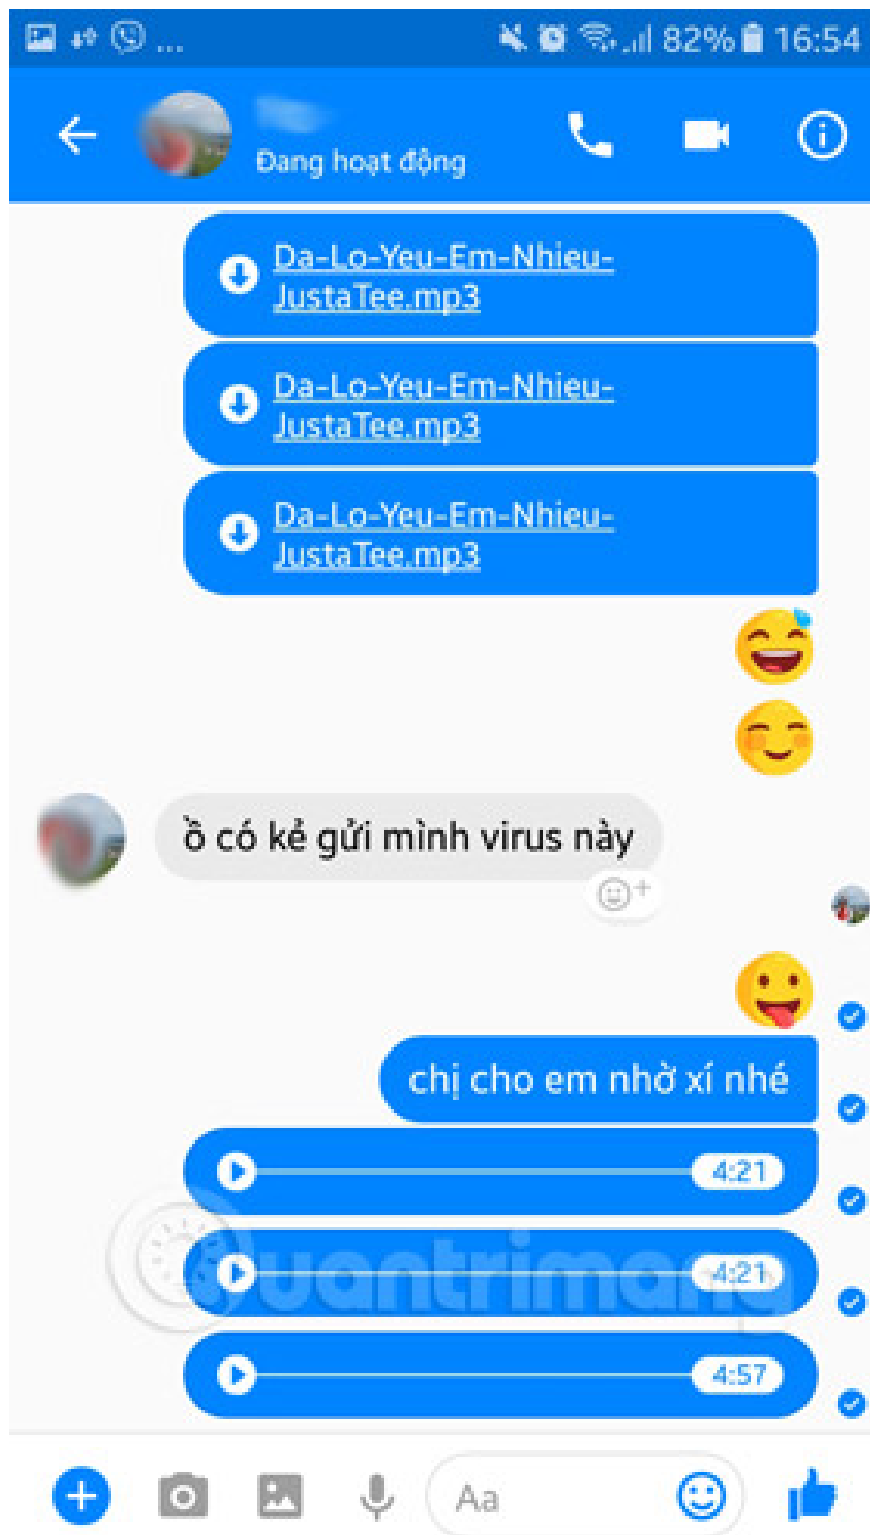 ... 82% 16:54
Đang hoạt động
Da-Lo-Yeu-Em-Nhieu-
JustaTee.mp3
Da-Lo-Yeu-Em-Nhieu-
JustaTee.mp3
Da-Lo-Yeu-Em-Nhieu-
JustaTee.mp3
ồ có kẻ gửi mình virus này
chị cho em nhờ xí nhé
4:21
uantrimang
4:21
4:57
Aa